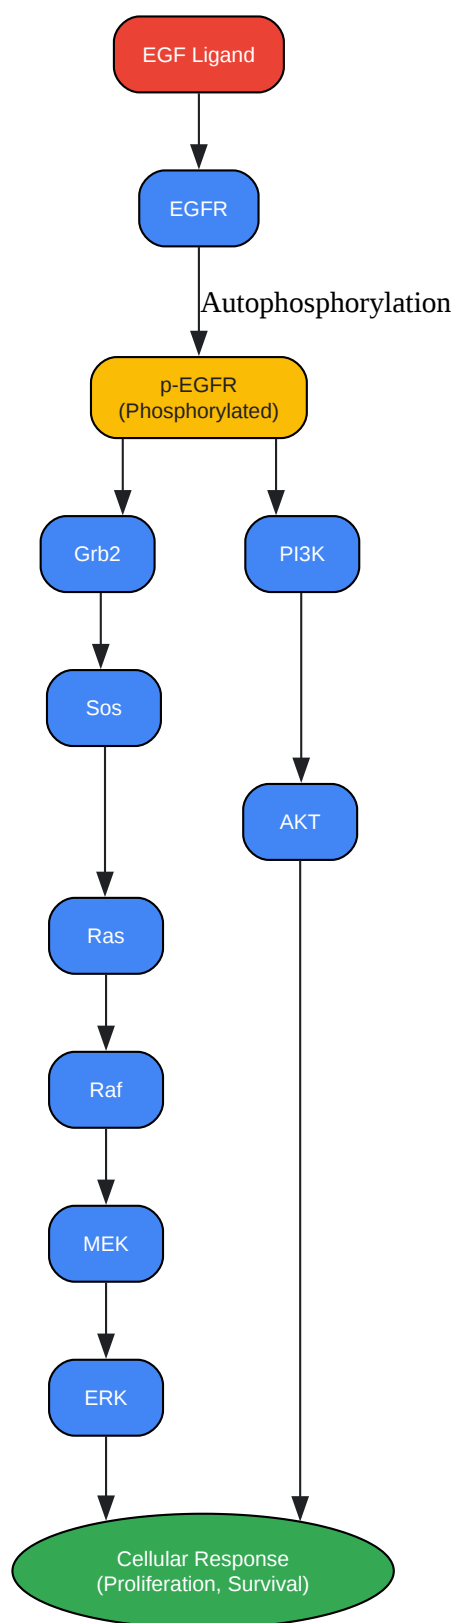 EGF Ligand
EGFR
Autophosphorylation
p-EGFR
(Phosphorylated)
Grb2
PI3K
Sos
AKT
Ras
Raf
MEK
ERK
Cellular Response
(Proliferation, Survival)